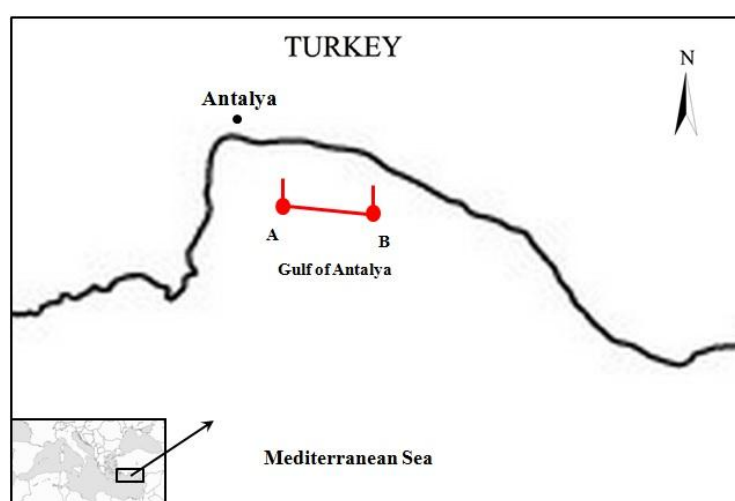 TURKEY
N
Antalya
A
B
Gulf of Antalya
Mediterranean Sea